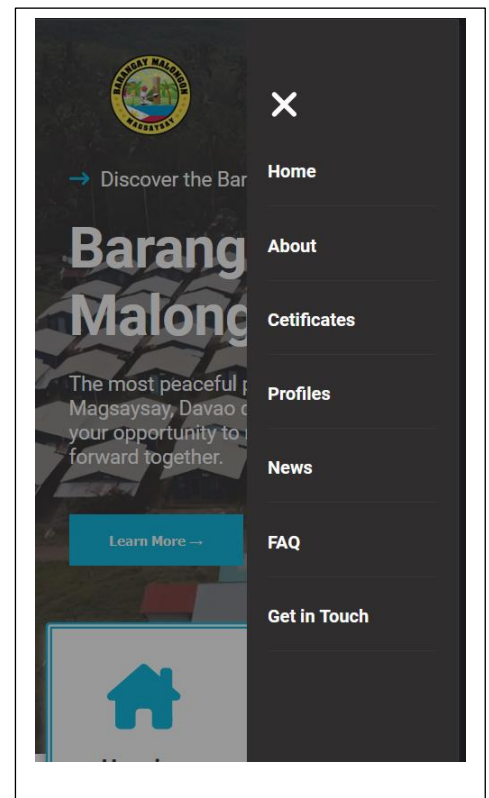 BARANGAY MALONGON
MAGSAYSAY
→ Discover the Bar
Barang
Malong
The most peaceful p
Magsaysay, Davao d
your opportunity to
forward together.
Learn More →
Home
About
Cetificates
Profiles
News
FAQ
Get in Touch